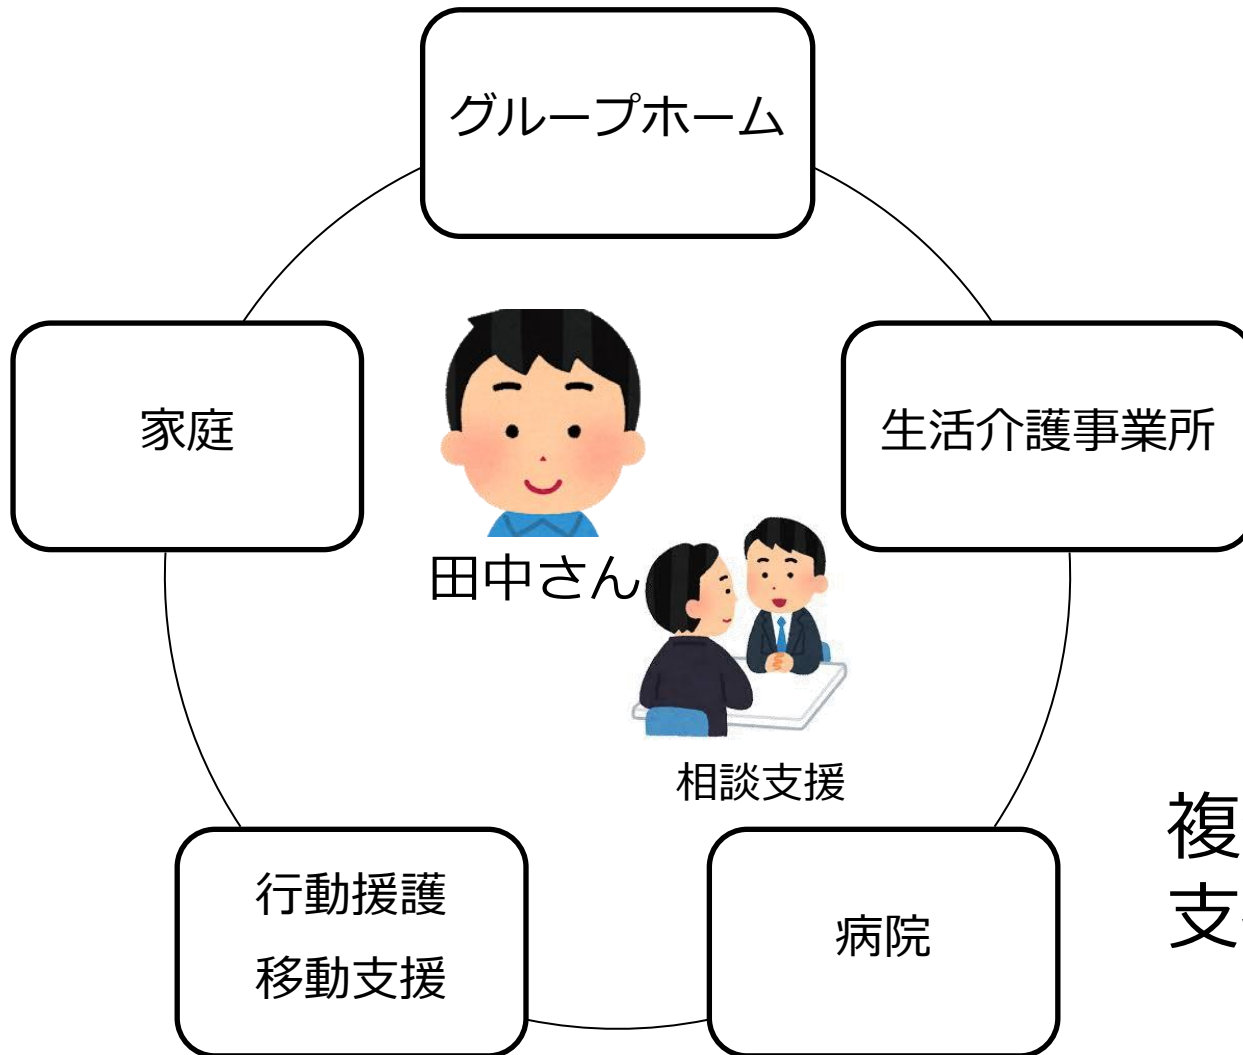 グループホーム
家庭
生活介護事業所
田中さん
相談支援
行動援護
移動支援
病院
複
支